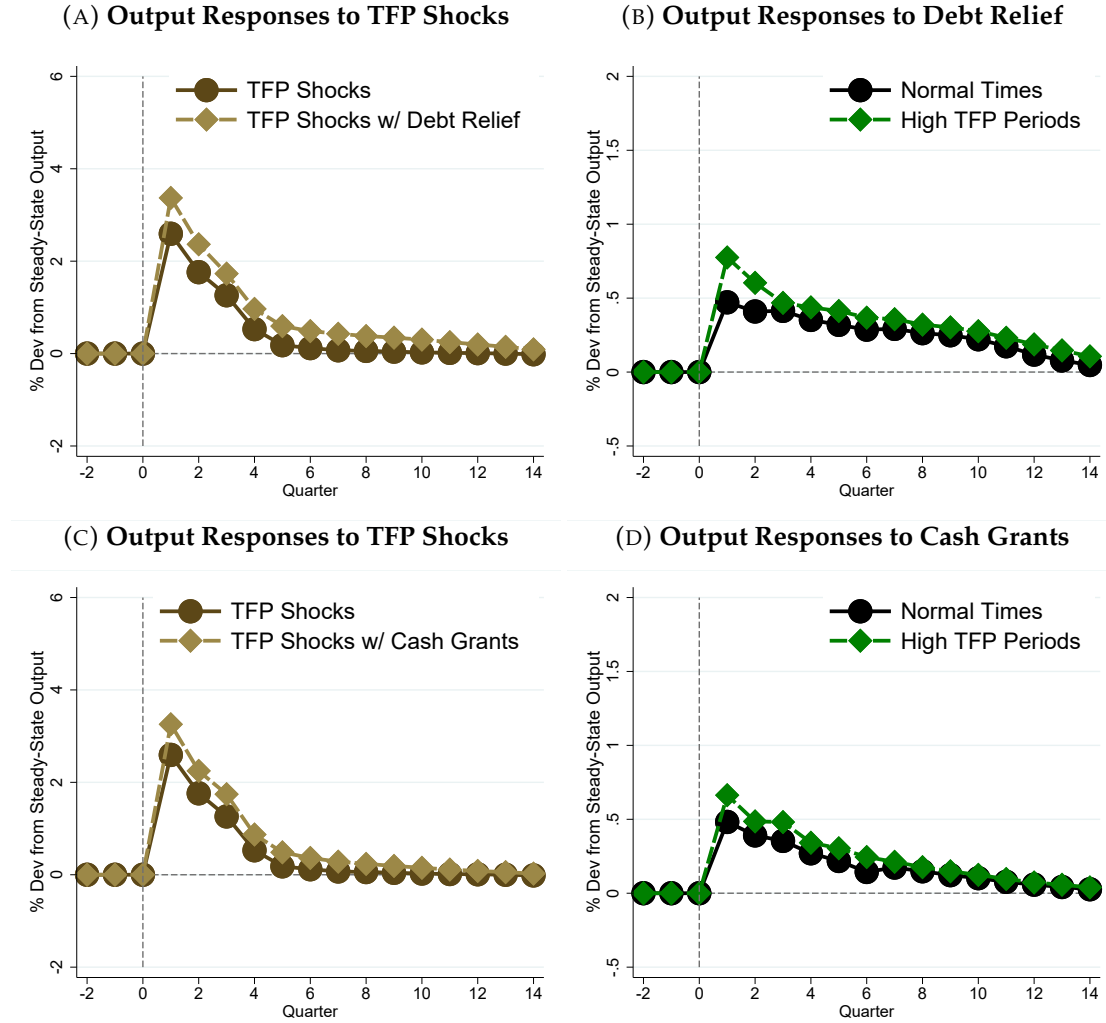 (A) Output Responses to TFP Shocks
% Dev from Steady-State Output
6
4
2
0
-2
TFP Shocks
TFP Shocks w/ Debt Relief
-2 0 2 4 6 8 10 12 14
Quarter
(B) Output Responses to Debt Relief
% Dev from Steady-State Output
2
1.5
1
.5
0
-.5
Normal Times
High TFP Periods
-2 0 2 4 6 8 10 12 14
Quarter
(C) Output Responses to TFP Shocks
% Dev from Steady-State Output
6
4
2
0
-2
TFP Shocks
TFP Shocks w/ Cash Grants
-2 0 2 4 6 8 10 12 14
Quarter
(D) Output Responses to Cash Grants
% Dev from Steady-State Output
2
1.5
1
.5
0
-.5
Normal Times
High TFP Periods
-2 0 2 4 6 8 10 12 14
Quarter